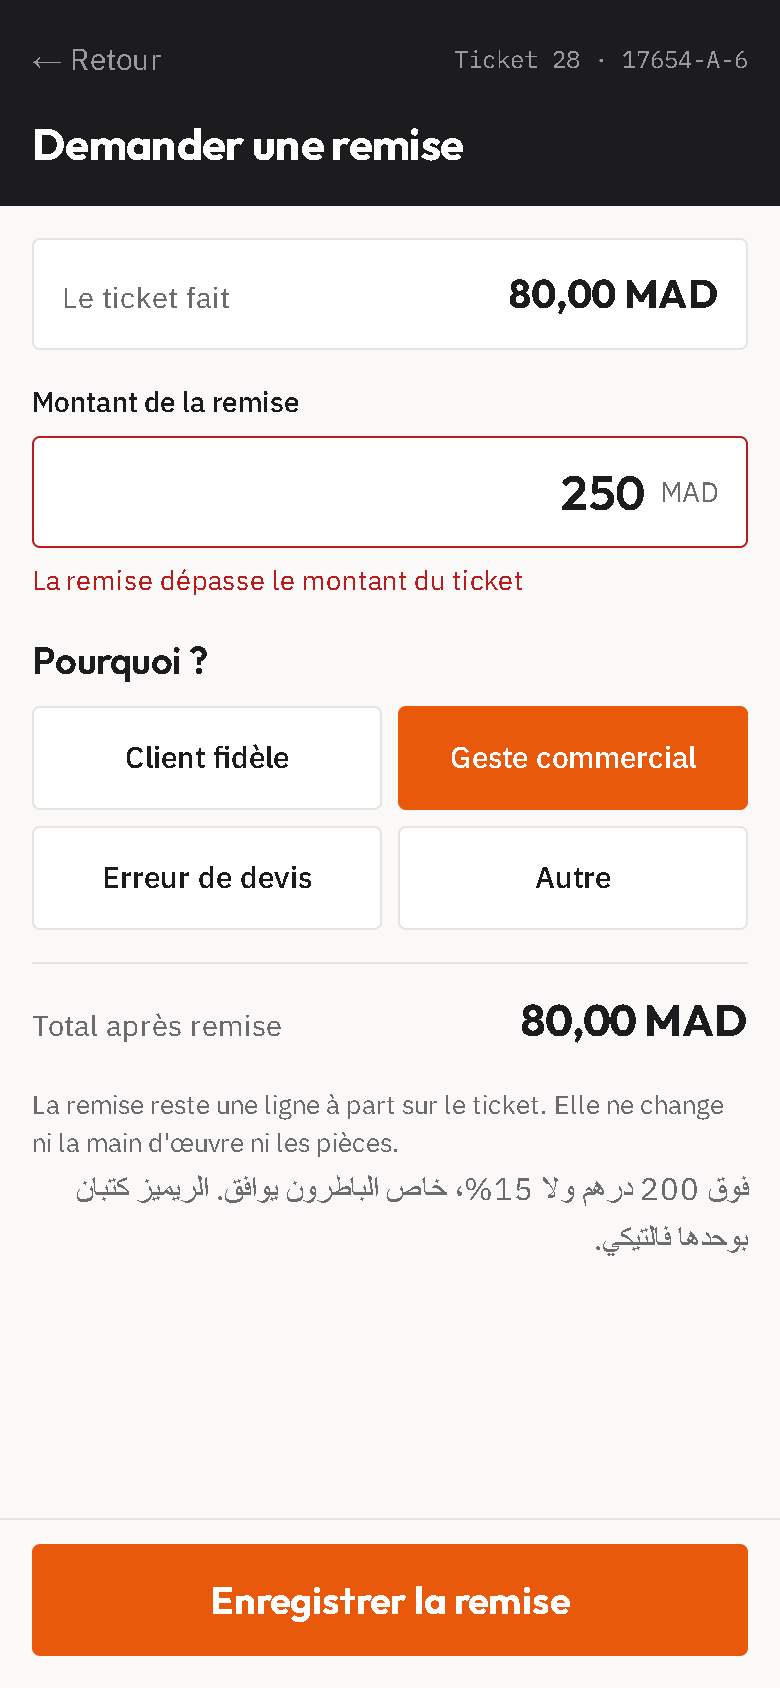 ← Retour
Ticket 28 · 17654-A-6
Demander une remise
Le ticket fait
80,00 MAD
Montant de la remise
250 MAD
La remise dépasse le montant du ticket
Pourquoi ?
Client fidèle
Geste commercial
Erreur de devis
Autre
Total après remise
80,00 MAD
La remise reste une ligne à part sur le ticket. Elle ne change
ni la main d'œuvre ni les pièces.
فوق 200 درهم ولا 15%، خاص الباطرون يوافق. الريميز كتبان
بوحدها فالتيكي.
Enregistrer la remise